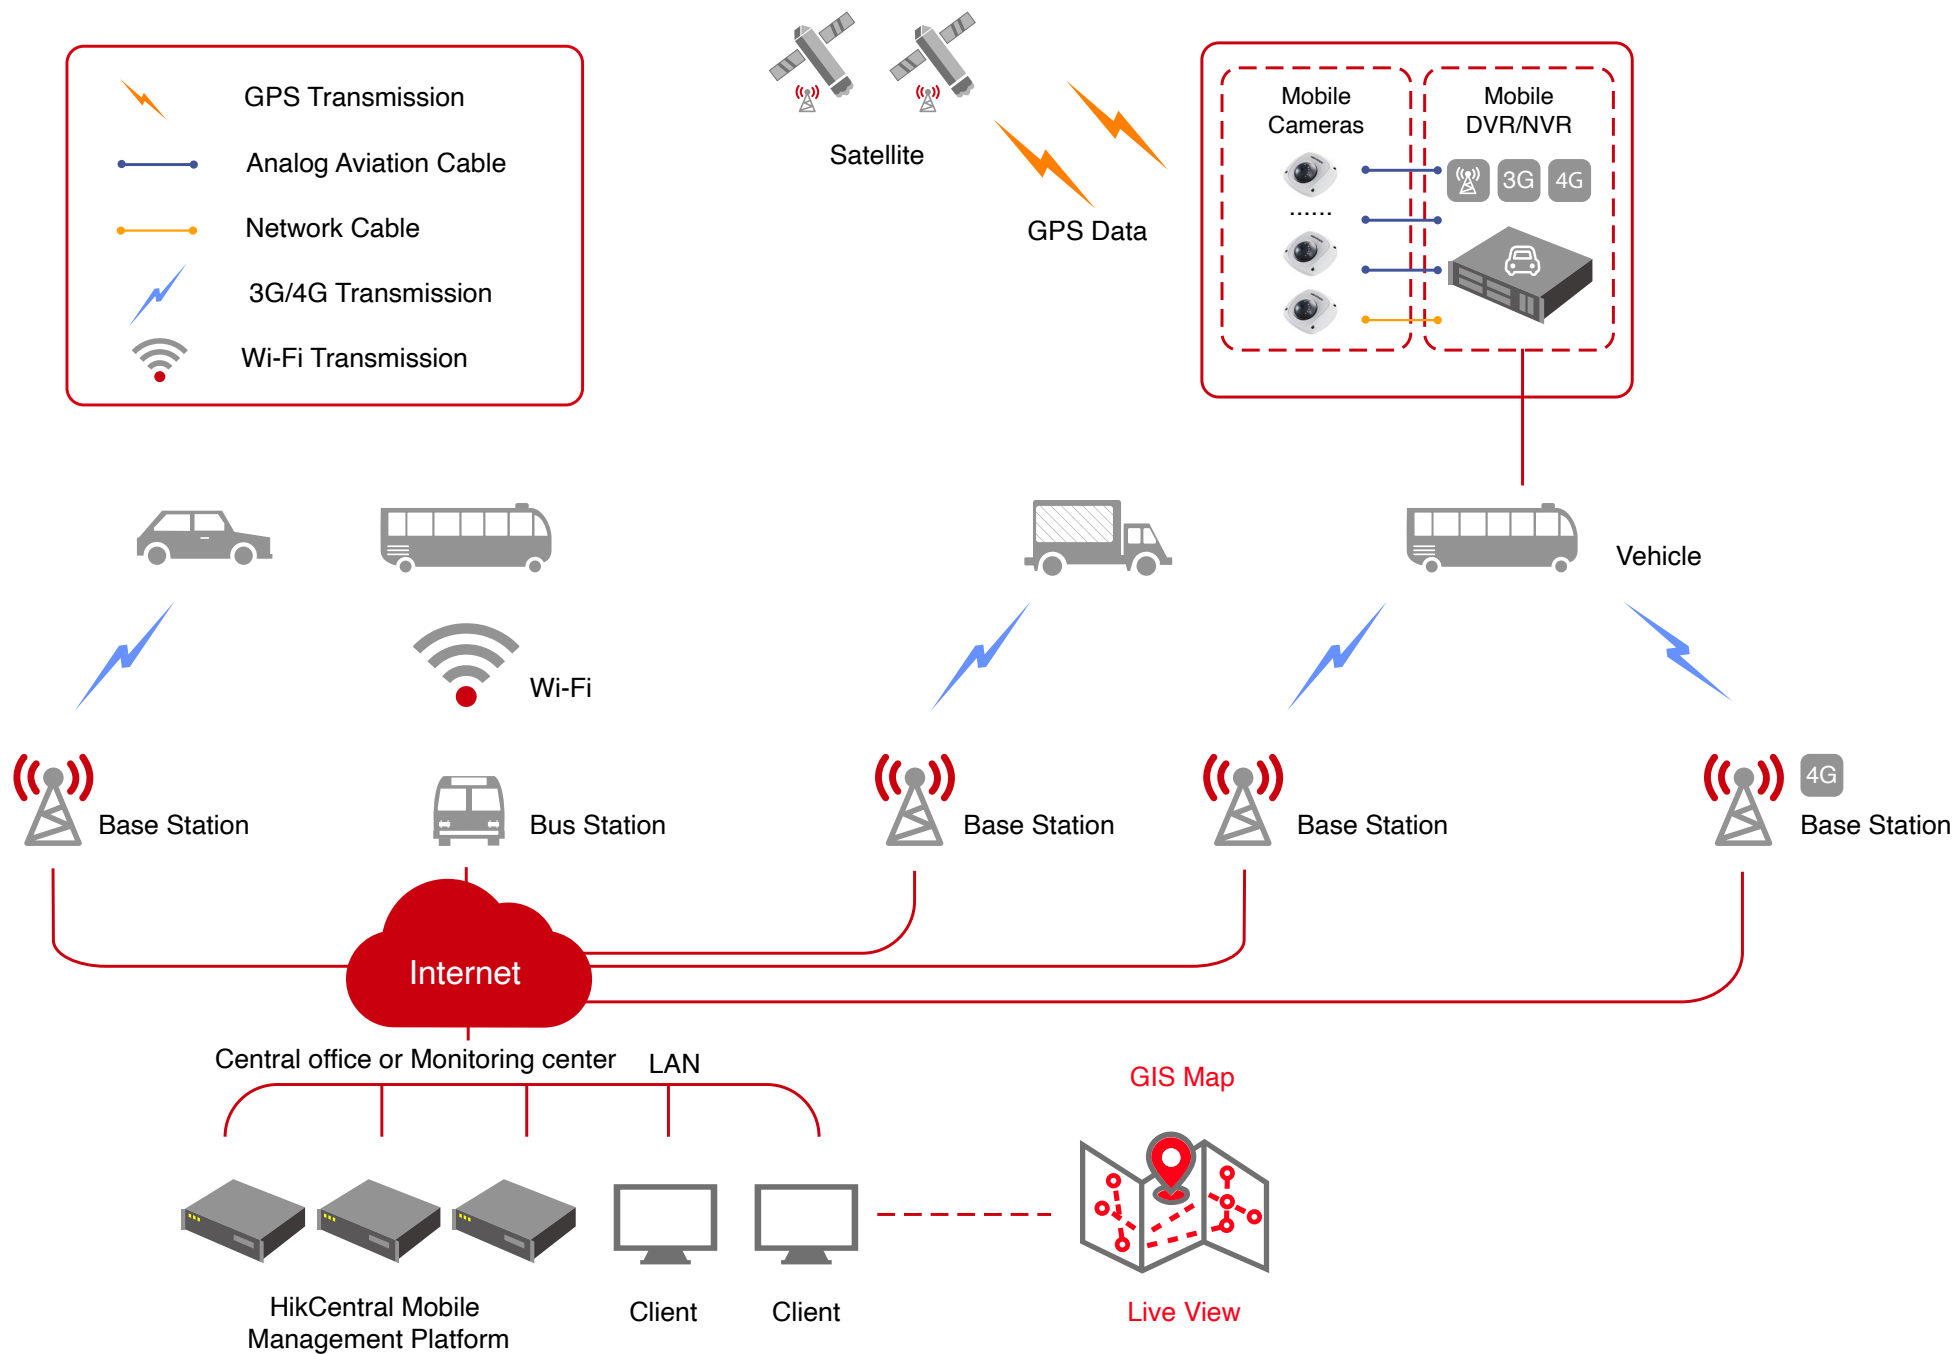 GPS Transmission
Analog Aviation Cable
Network Cable
3G/4G Transmission
Wi-Fi Transmission
Satellite
GPS Data
Mobile
Cameras
......
Mobile
DVR/NVR
3G
4G
Vehicle
Wi-Fi
Base Station
Bus Station
Base Station
Base Station
4G
Base Station
Internet
Central office or Monitoring center
LAN
GIS Map
HikCentral Mobile
Management Platform
Client
Client
Live View